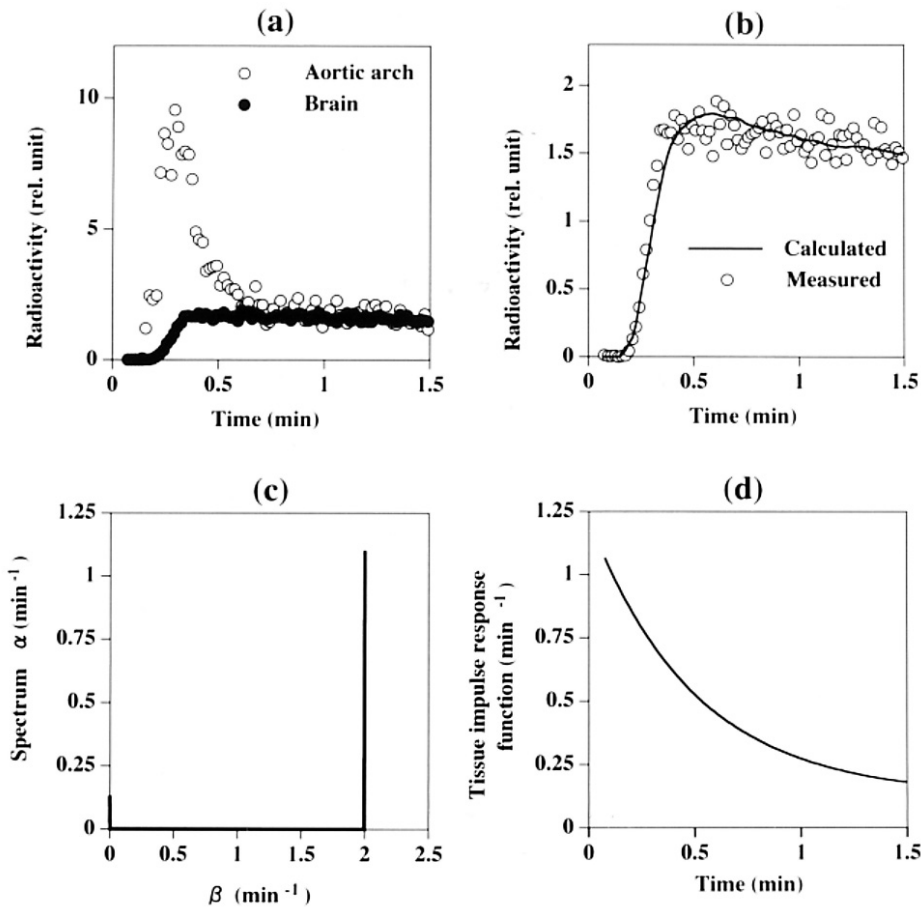 (a)
Radioactivity (rel. unit)
10
5
0
Aortic arch
Brain
0
0.5
1
1.5
Time (min)
(b)
Radioactivity (rel. unit)
2
1.5
1
0.5
0
Calculated
Measured
0
0.5
1
1.5
Time (min)
(c)
Spectrum α (min⁻¹)
1.25
1
0.75
0.5
0.25
0
0
0.5
1
1.5
2
2.5
β (min⁻¹)
(d)
Tissue impulse response
function (min ⁻¹)
1.25
1
0.75
0.5
0.25
0
0
0.5
1
1.5
Time (min)